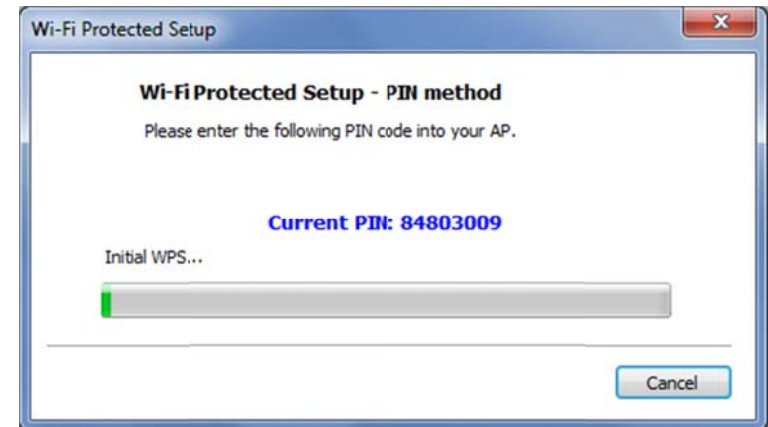 Wi-Fi Protected Setup
Wi-Fi Protected Setup - PIN method
Please enter the following PIN code into your AP.
Current PIN: 84803009
Initial WPS...
Cancel